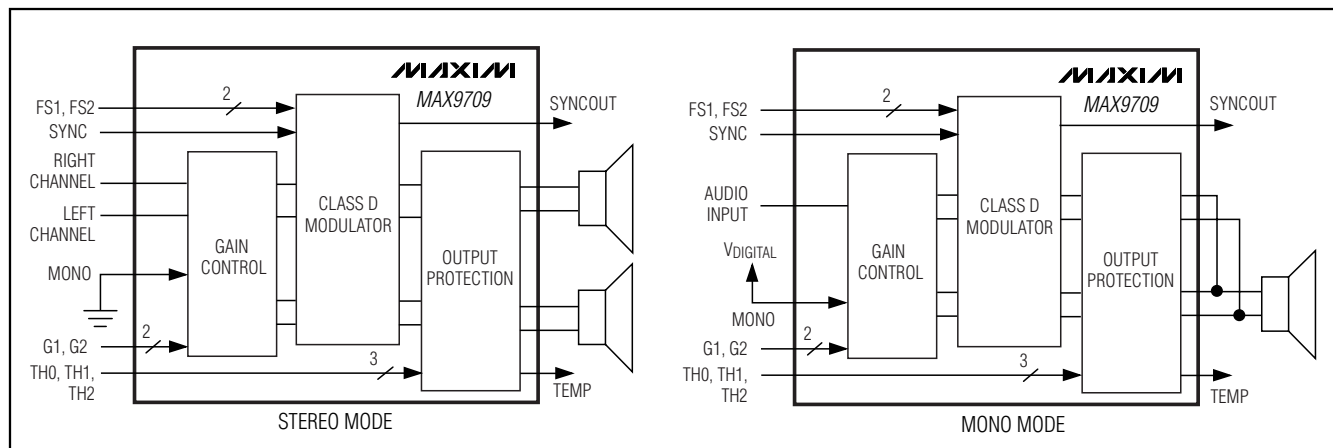 MAXIM
MAX9709
FS1, FS2
2
SYNC
SYNCOUT
RIGHT
CHANNEL
LEFT
CHANNEL
MONO
G1, G2
2
TH0, TH1,
TH2
3
GAIN
CONTROL
CLASS D
MODULATOR
OUTPUT
PROTECTION
TEMP
STEREO MODE
MAXIM
MAX9709
FS1, FS2
2
SYNC
SYNCOUT
AUDIO
INPUT
VDIGITAL
MONO
G1, G2
2
TH0, TH1,
TH2
3
GAIN
CONTROL
CLASS D
MODULATOR
OUTPUT
PROTECTION
TEMP
MONO MODE